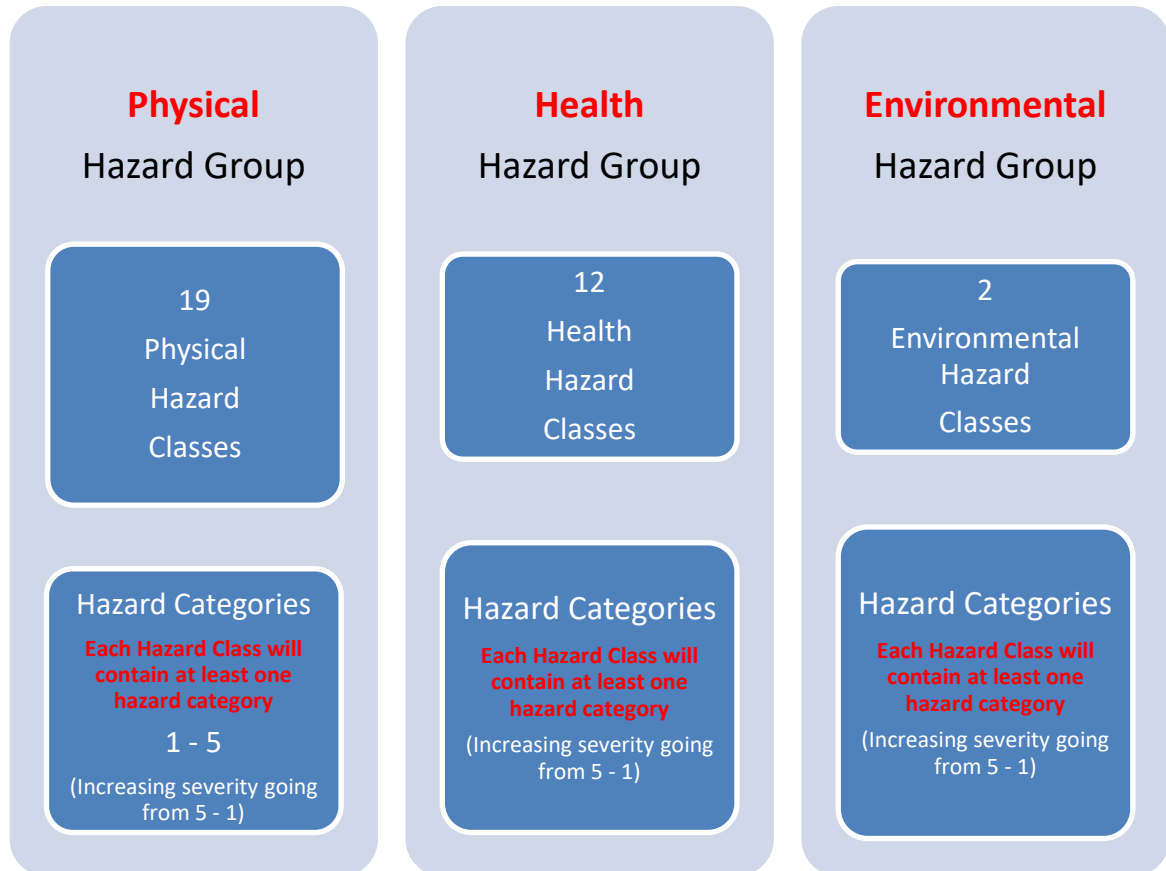 Physical
Hazard Group
19
Physical
Hazard
Classes
Hazard Categories
Each Hazard Class will
contain at least one
hazard category
1 - 5
(Increasing severity going
from 5 - 1)
Health
Hazard Group
12
Health
Hazard
Classes
Hazard Categories
Each Hazard Class will
contain at least one
hazard category
(Increasing severity going
from 5 - 1)
Environmental
Hazard Group
2
Environmental
Hazard
Classes
Hazard Categories
Each Hazard Class will
contain at least one
hazard category
(Increasing severity going
from 5 - 1)